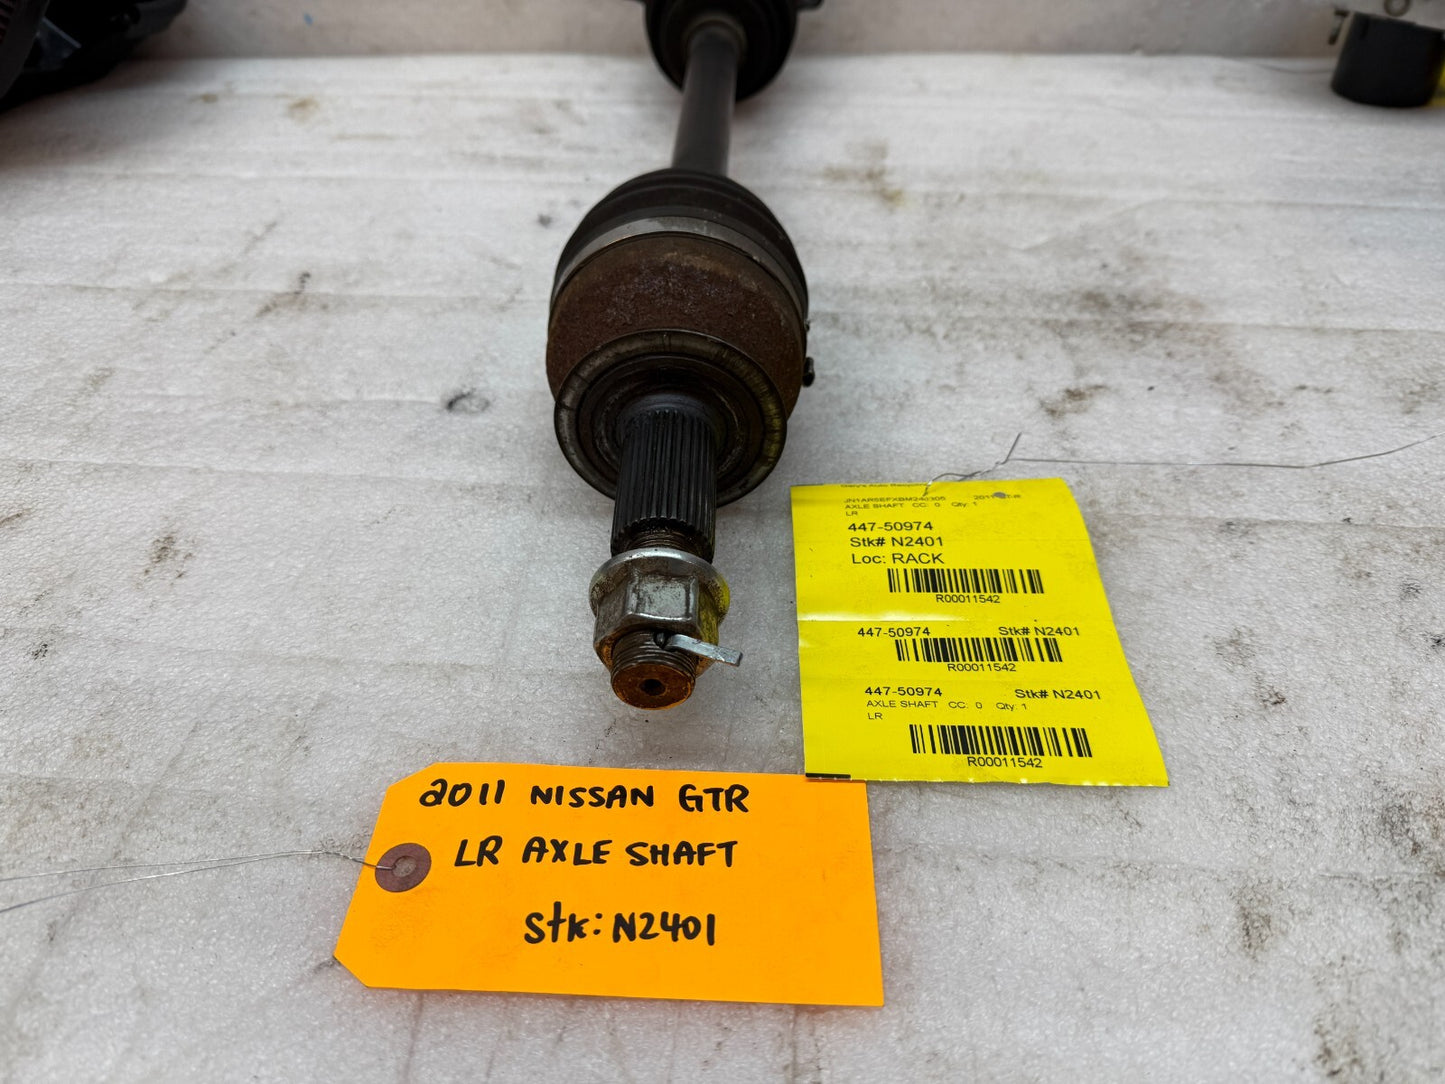 Gary's Auto
AXLE SHAFT CC: 0 Qty: 1
LR
447-50974
Stk# N2401
Loc: RACK
R00011542
447-50974 Stk# N2401
R00011542
447-50974 Stk# N2401
AXLE SHAFT CC: 0 Qty: 1
LR
R00011542
2011 NISSAN GTR
LR AXLE SHAFT
Stk: N2401